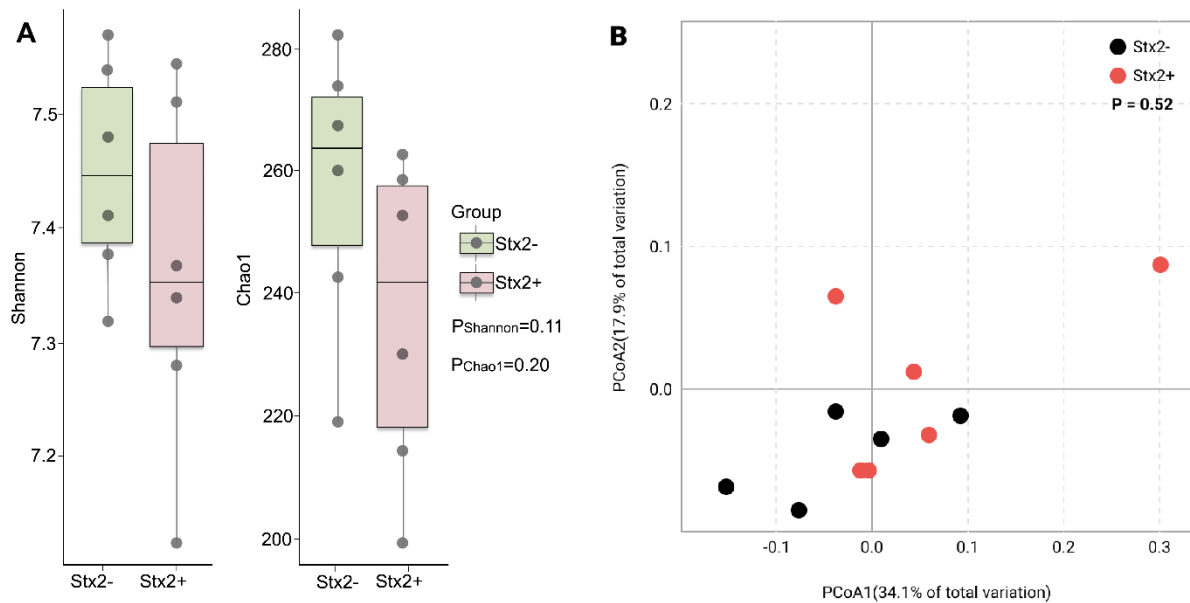 A
Shannon
7.5
7.4
7.3
7.2
Stx2-
Stx2+
Chao1
280
260
240
220
200
Stx2-
Stx2+
Group
Stx2-
Stx2+
PShannon=0.11
PChao1=0.20
B
Stx2-
Stx2+
P = 0.52
PCoA2(17.9% of total variation)
0.2
0.1
0.0
-0.1
0.0
0.1
0.2
0.3
PCoA1(34.1% of total variation)